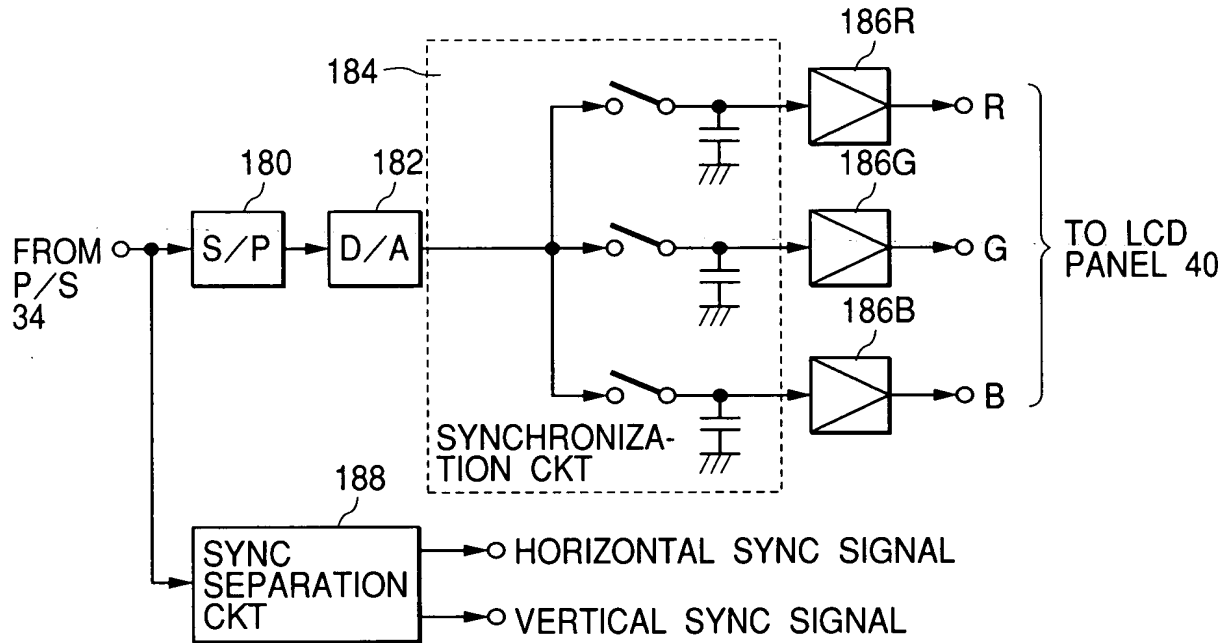 186R
184
R
180
182
186G
FROM
P/S
34
S/P
D/A
G
TO LCD
PANEL 40
186B
B
SYNCHRONIZA-
TION CKT
188
SYNC
SEPARATION
CKT
HORIZONTAL SYNC SIGNAL
VERTICAL SYNC SIGNAL